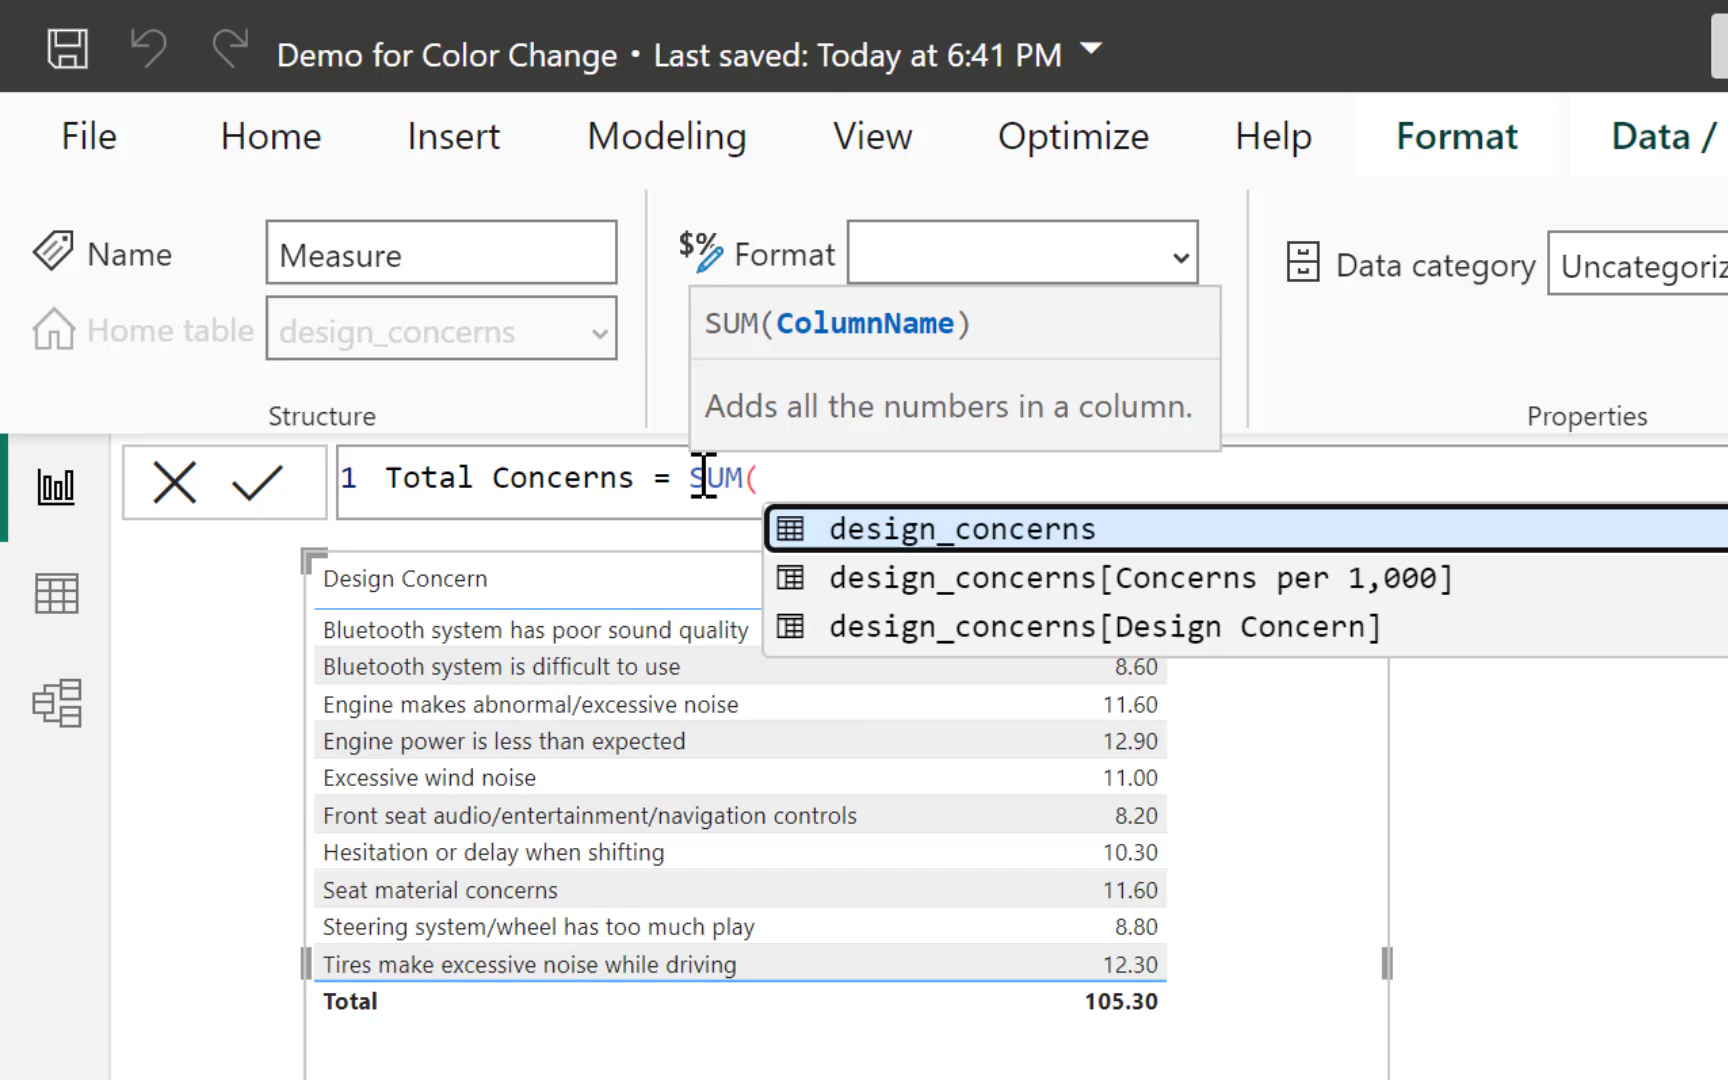 Demo for Color Change • Last saved: Today at 6:41 PM
File Home Insert Modeling View Optimize Help Format Data /
Name Measure $% Format Data category Uncategoriz
Home table design_concerns
SUM(ColumnName)
Adds all the numbers in a column.
Structure Properties
1 Total Concerns = SUM(
design_concerns
design_concerns[Concerns per 1,000]
design_concerns[Design Concern]
Design Concern
Bluetooth system has poor sound quality
Bluetooth system is difficult to use 8.60
Engine makes abnormal/excessive noise 11.60
Engine power is less than expected 12.90
Excessive wind noise 11.00
Front seat audio/entertainment/navigation controls 8.20
Hesitation or delay when shifting 10.30
Seat material concerns 11.60
Steering system/wheel has too much play 8.80
Tires make excessive noise while driving 12.30
Total 105.30